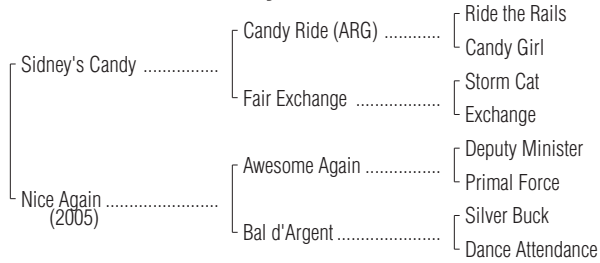 Ride the Rails
Candy Ride (ARG) ............
Candy Girl
Sidney's Candy ................
Storm Cat
Fair Exchange ..................
Exchange
Deputy Minister
Awesome Again ................
Primal Force
Nice Again ........................
(2005)
Silver Buck
Bal d'Argent ......................
Dance Attendance